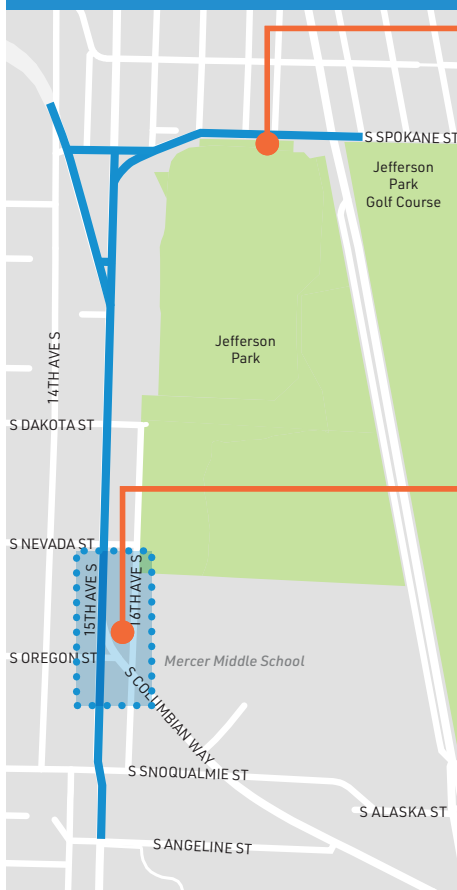 S SPOKANE ST
Jefferson
Park
Golf Course
Jefferson
Park
14TH AVE S
S DAKOTA ST
S NEVADA ST
15TH AVE S
16TH AVE S
S OREGON ST
Mercer Middle School
S COLUMBIAN WAY
S SNOQUALMIE ST
S ALASKA ST
S ANGELINE ST